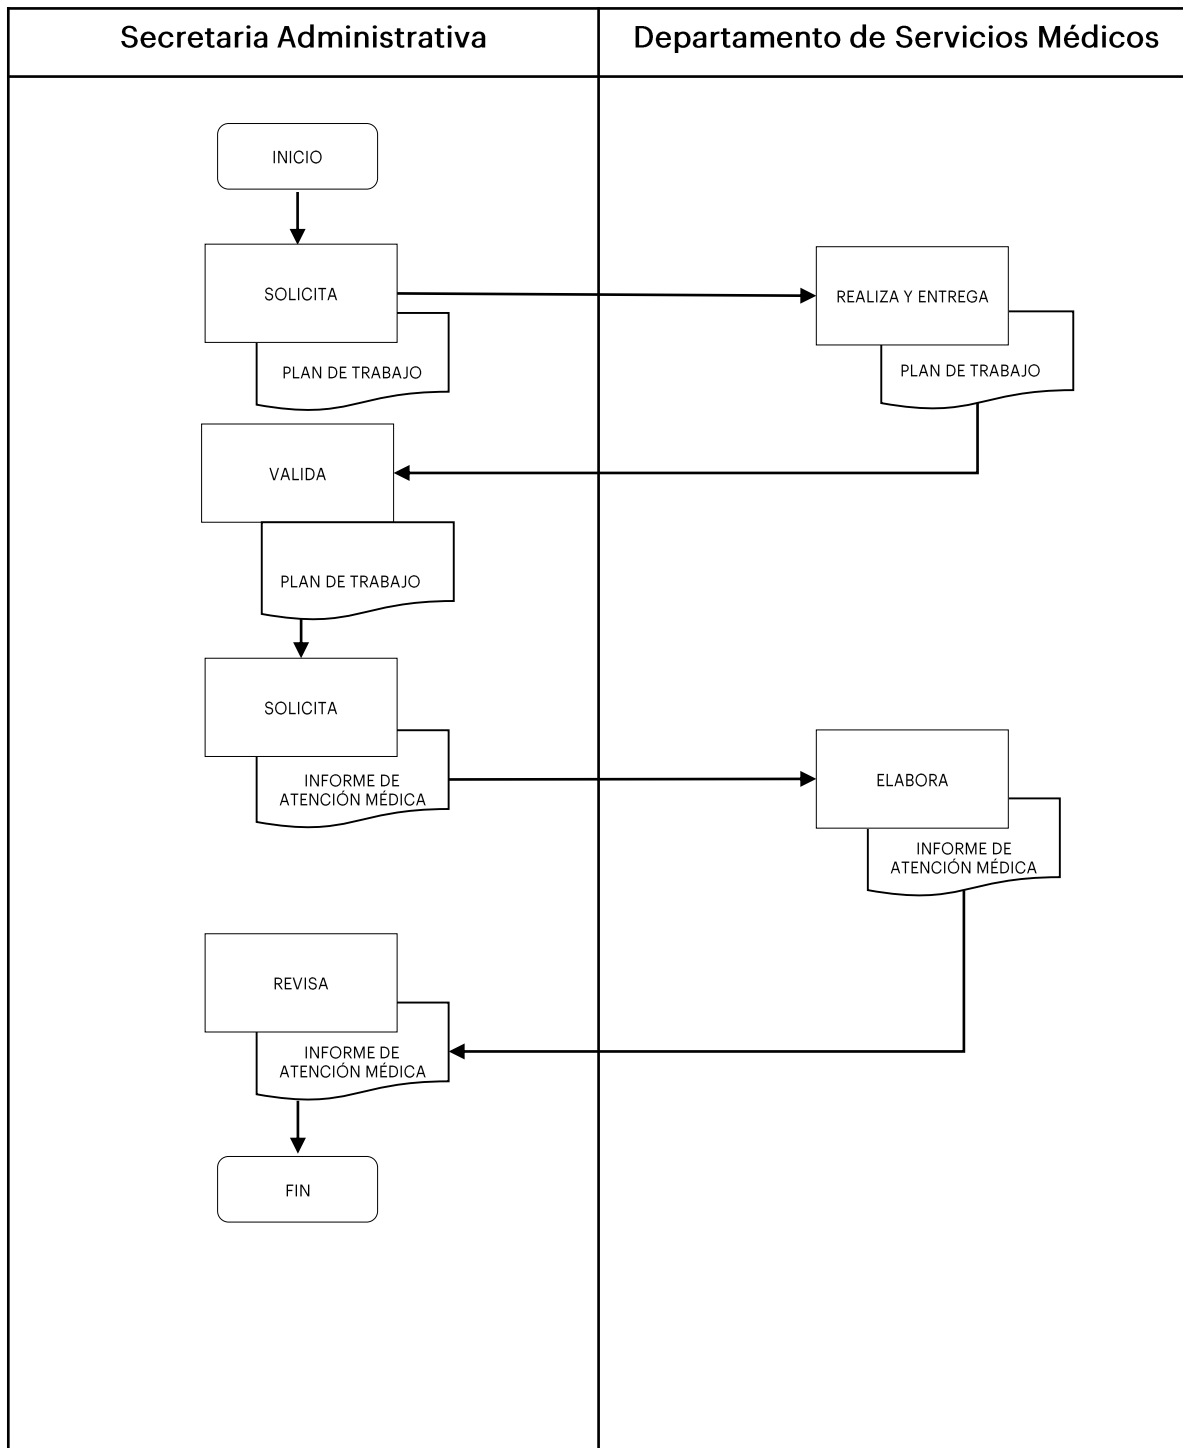 Secretaria Administrativa
Departamento de Servicios Médicos
INICIO
SOLICITA
PLAN DE TRABAJO
REALIZA Y ENTREGA
PLAN DE TRABAJO
VALIDA
PLAN DE TRABAJO
SOLICITA
INFORME DE
ATENCIÓN MÉDICA
ELABORA
INFORME DE
ATENCIÓN MÉDICA
REVISA
INFORME DE
ATENCIÓN MÉDICA
FIN